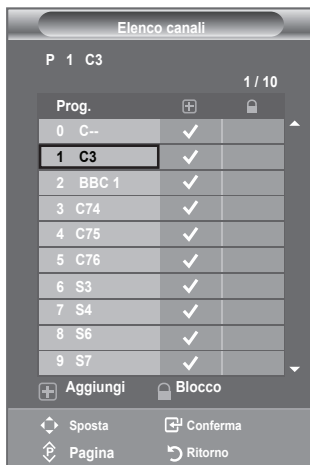 Elenco canali
P 1 C3
1 / 10
Prog.
0 C--
1 C3
2 BBC 1
3 C74
4 C75
5 C76
6 S3
7 S4
8 S6
9 S7
Aggiungi Blocco
Sposta Conferma
Pagina Ritorno